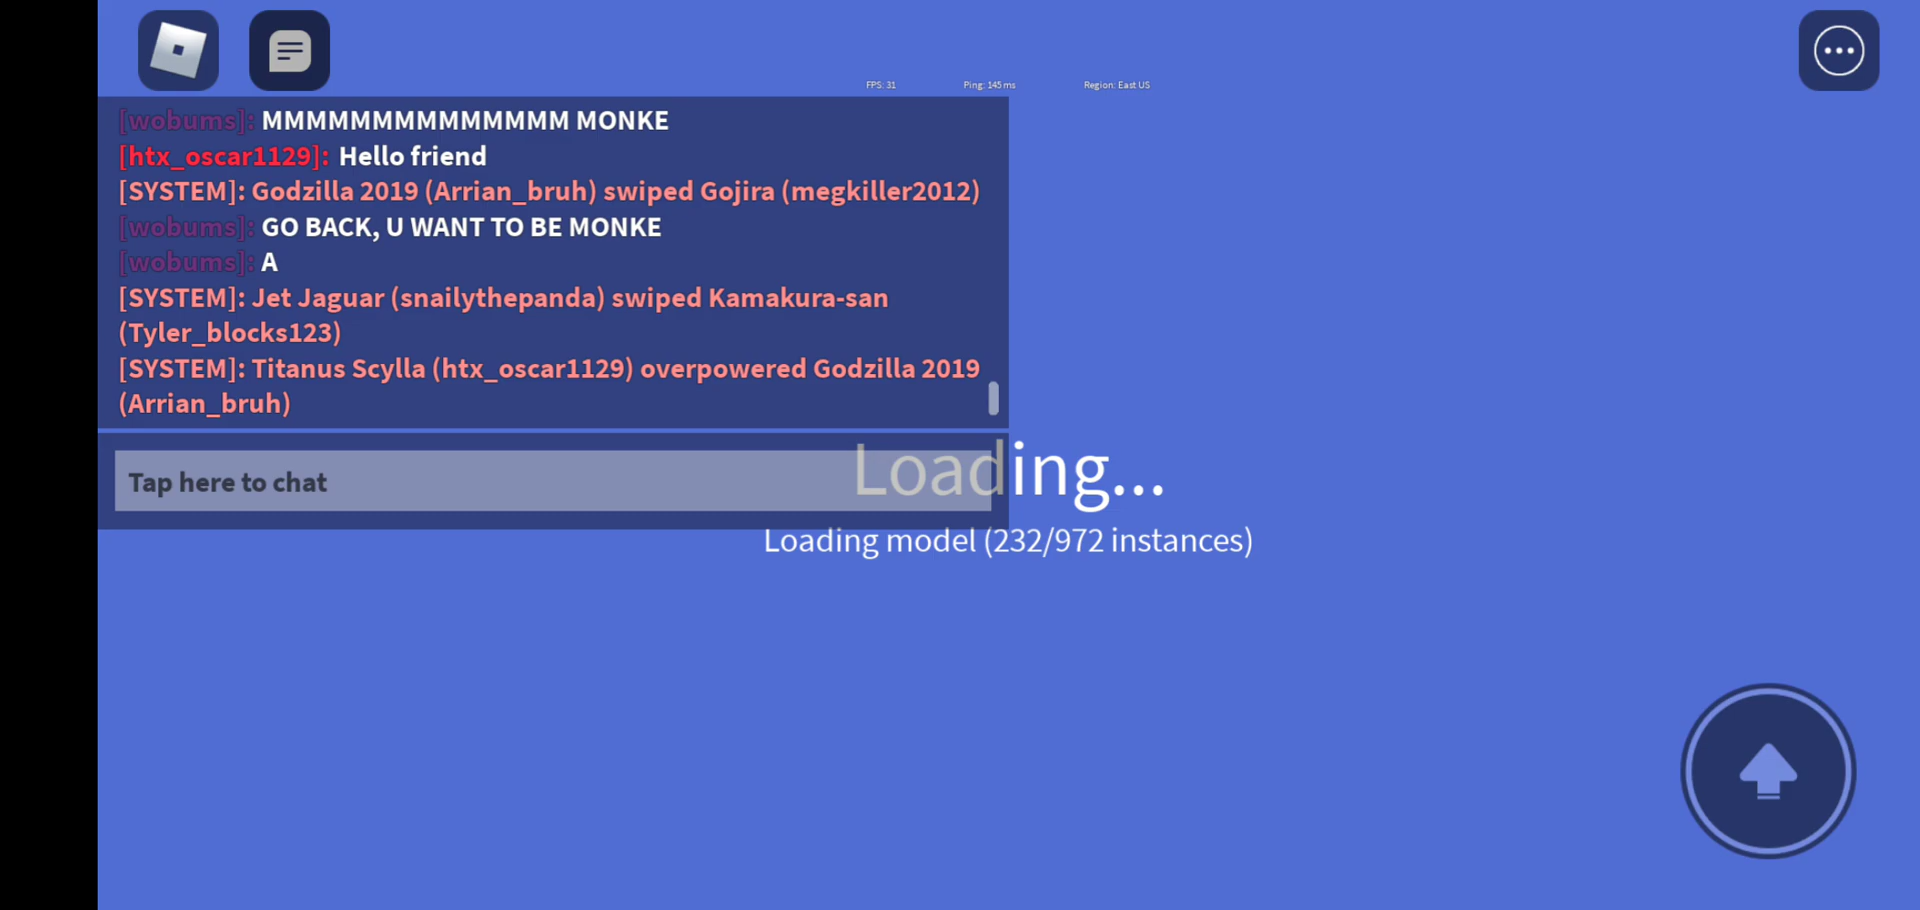 FPS: 31 Ping: 145 ms Region: East US
[wobums]: MMMMMMMMMMMMMM MONKE
[htx_oscar1129]: Hello friend
[SYSTEM]: Godzilla 2019 (Arrian_bruh) swiped Gojira (megkiller2012)
[wobums]: GO BACK, U WANT TO BE MONKE
[wobums]: A
[SYSTEM]: Jet Jaguar (snailythepanda) swiped Kamakura-san
(Tyler_blocks123)
[SYSTEM]: Titanus Scylla (htx_oscar1129) overpowered Godzilla 2019
(Arrian_bruh)
Tap here to chat
Loading...
Loading model (232/972 instances)